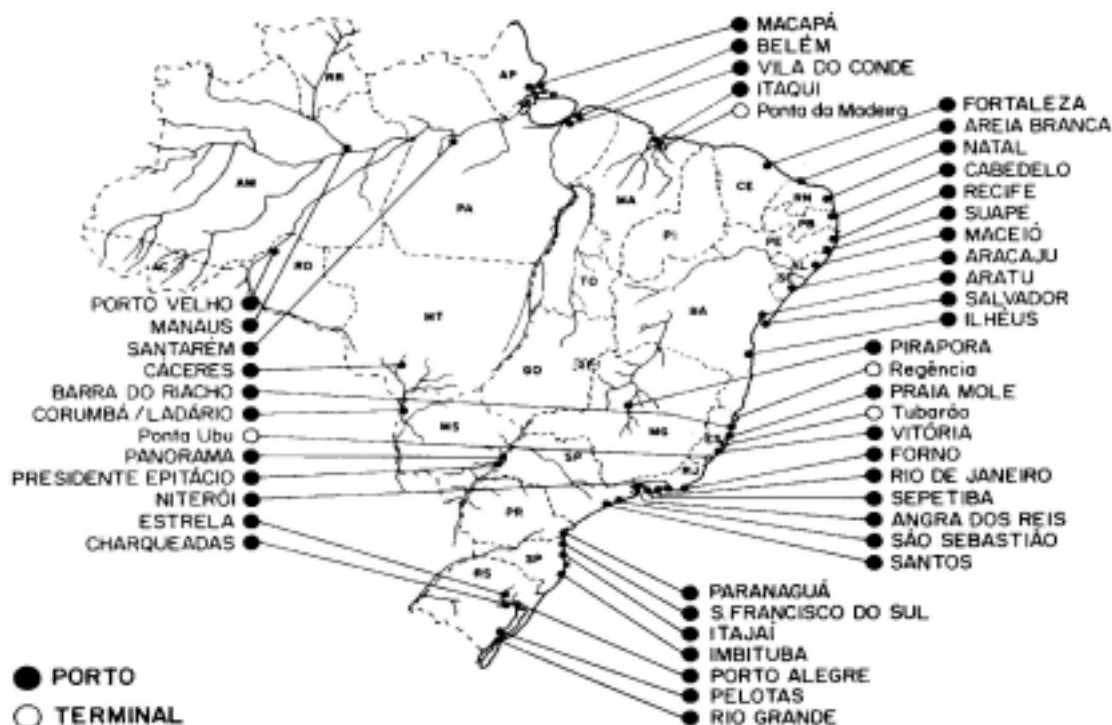 MACAPÁ
BELÉM
VILA DO CONDE
ITAQUI
Ponta da Madeira
FORTALEZA
AREIA BRANCA
NATAL
CABEDELO
RECIFE
SUAPE
MACEIÓ
ARACAJU
ARATU
SALVADOR
ILHÉUS
PIRAPORA
Regência
PRAIA MOLE
Tubarão
VITÓRIA
FORNO
RIO DE JANEIRO
SEPETIBA
ANGRA DOS REIS
SÃO SEBASTIÃO
SANTOS
PARANAGUÁ
S. FRANCISCO DO SUL
ITAJAÍ
IMBITUBA
PORTO ALEGRE
PELOTAS
RIO GRANDE
PORTO VELHO
MANAUS
SANTARÉM
CÁCERES
BARRA DO RIACHO
CORUMBÁ / LADÁRIO
Ponta Ubu
PANORAMA
PRESIDENTE EPITÁCIO
NITERÓI
ESTRELA
CHARQUEADAS
RR
AP
AM
PA
MA
CE
RN
PB
PE
AL
SE
PI
AC
RO
TO
BA
MT
GO
MS
MG
ES
SP
RJ
PR
SP
RS
PORTO
TERMINAL